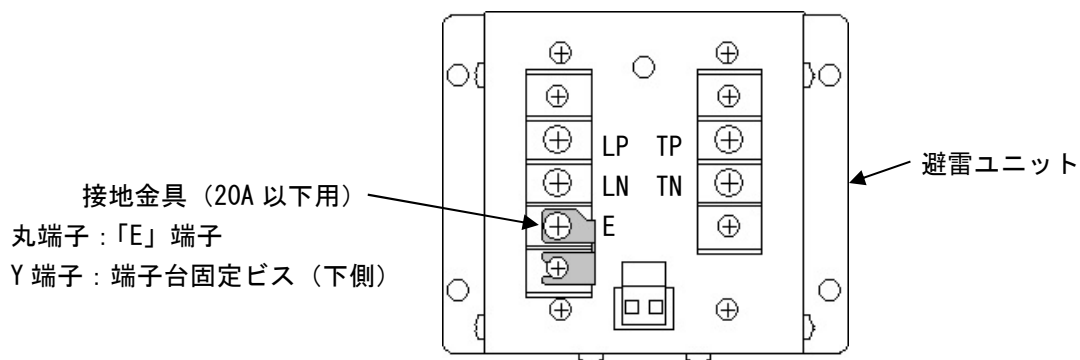 LP TP
LN TN
E
避雷ユニット
接地金具（20A 以下用）
丸端子：「E」端子
Y 端子：端子台固定ビス（下側）